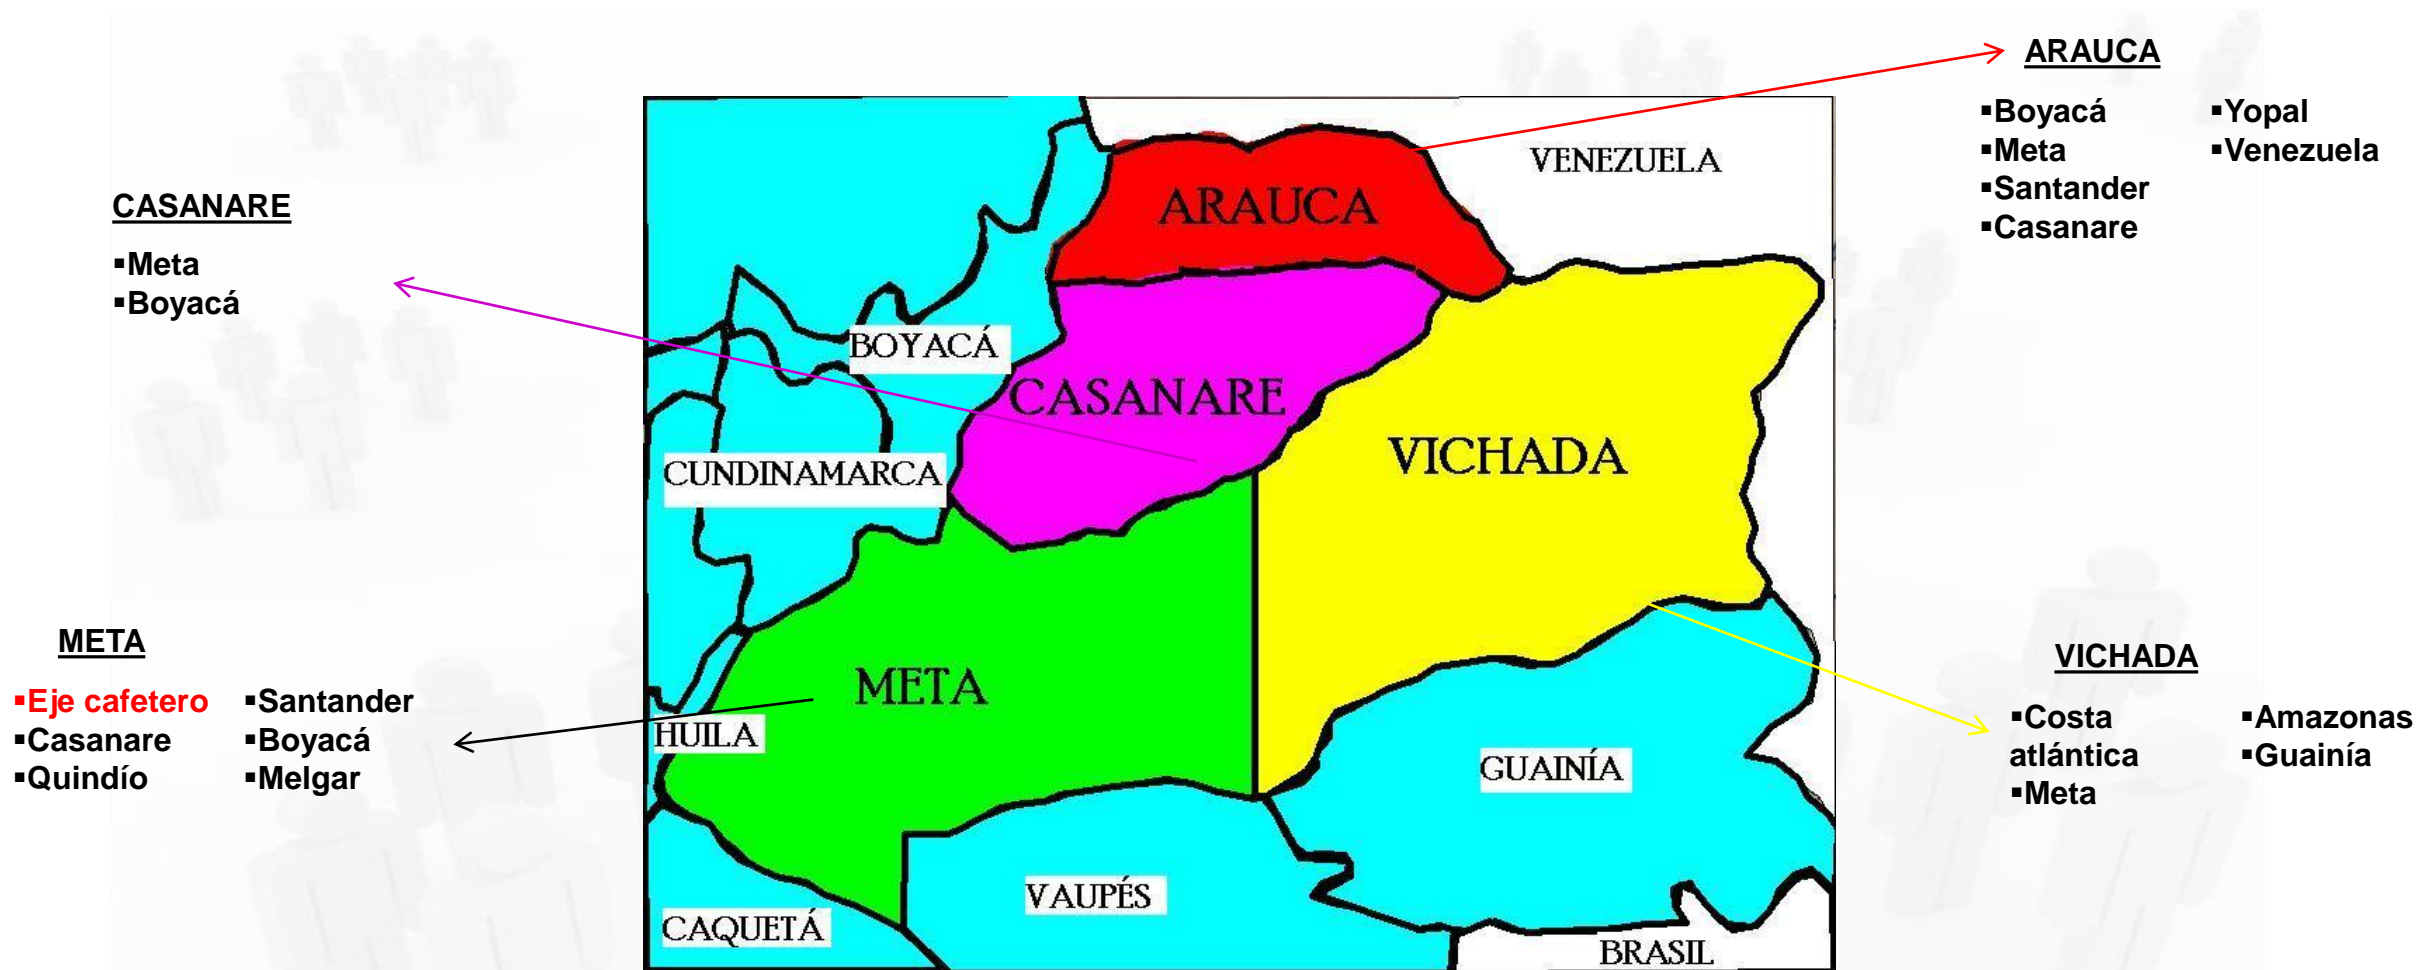 ARAUCA
▪Boyacá
▪Meta
▪Santander
▪Casanare
▪Yopal
▪Venezuela
CASANARE
▪Meta
▪Boyacá
META
▪Eje cafetero
▪Casanare
▪Quindío
▪Santander
▪Boyacá
▪Melgar
VICHADA
▪Costa
atlántica
▪Meta
▪Amazonas
▪Guainía
VENEZUELA
ARAUCA
BOYACÁ
CASANARE
CUNDINAMARCA
VICHADA
META
HUILA
GUAINÍA
VAUPÉS
CAQUETÁ
BRASIL